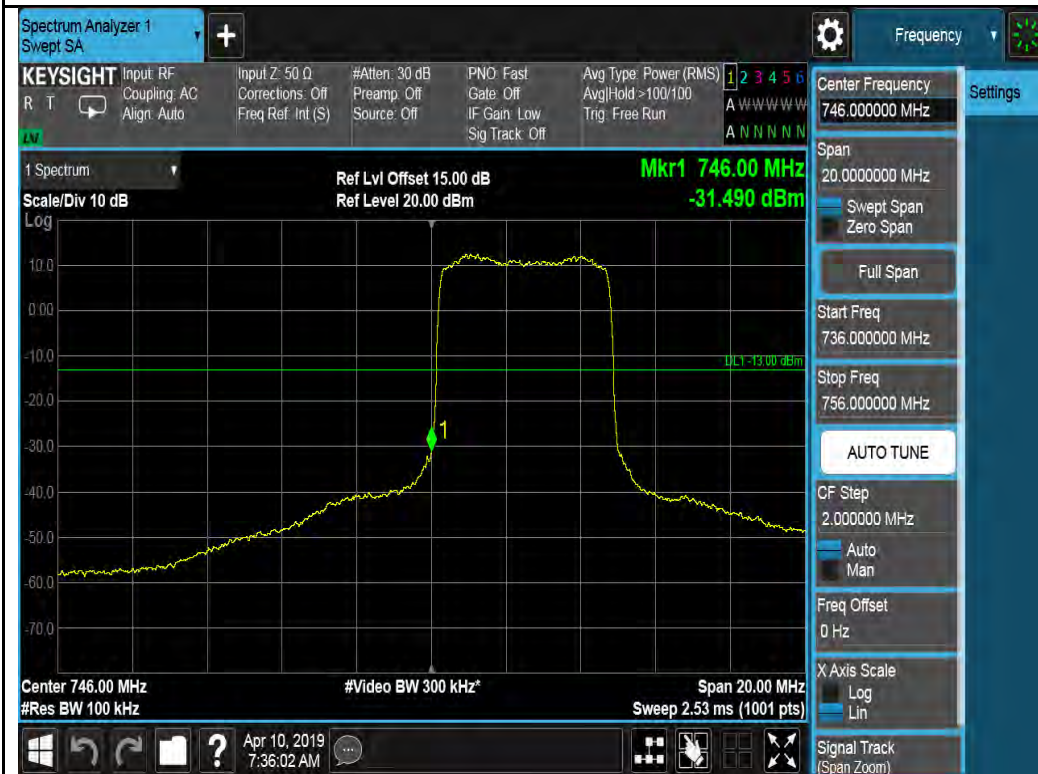 Spectrum Analyzer 1
Swept SA
+
Frequency
KEYSIGHT
R T
LV
Input: RF
Coupling: AC
Align: Auto
Input Z: 50 Ω
Corrections: Off
Freq Ref: Int (S)
#Atten: 30 dB
Preamp: Off
Source: Off
PNO: Fast
Gate: Off
IF Gain: Low
Sig Track: Off
Avg Type: Power (RMS)
Avg|Hold >100/100
Trig: Free Run
1 2 3 4 5 6
A W W W W W
A N N N N N
1 Spectrum
Scale/Div 10 dB
Log
Ref Lvl Offset 15.00 dB
Ref Level 20.00 dBm
Mkr1 746.00 MHz
-31.490 dBm
10.0
0.00
-10.0
DL1 -13.00 dBm
-20.0
1
-30.0
-40.0
-50.0
-60.0
-70.0
Center 746.00 MHz
#Res BW 100 kHz
#Video BW 300 kHz*
Span 20.00 MHz
Sweep 2.53 ms (1001 pts)
?
Apr 10, 2019
7:36:02 AM
Center Frequency
746.000000 MHz
Settings
Span
20.0000000 MHz
Swept Span
Zero Span
Full Span
Start Freq
736.000000 MHz
Stop Freq
756.000000 MHz
AUTO TUNE
CF Step
2.000000 MHz
Auto
Man
Freq Offset
0 Hz
X Axis Scale
Log
Lin
Signal Track
(Span Zoom)